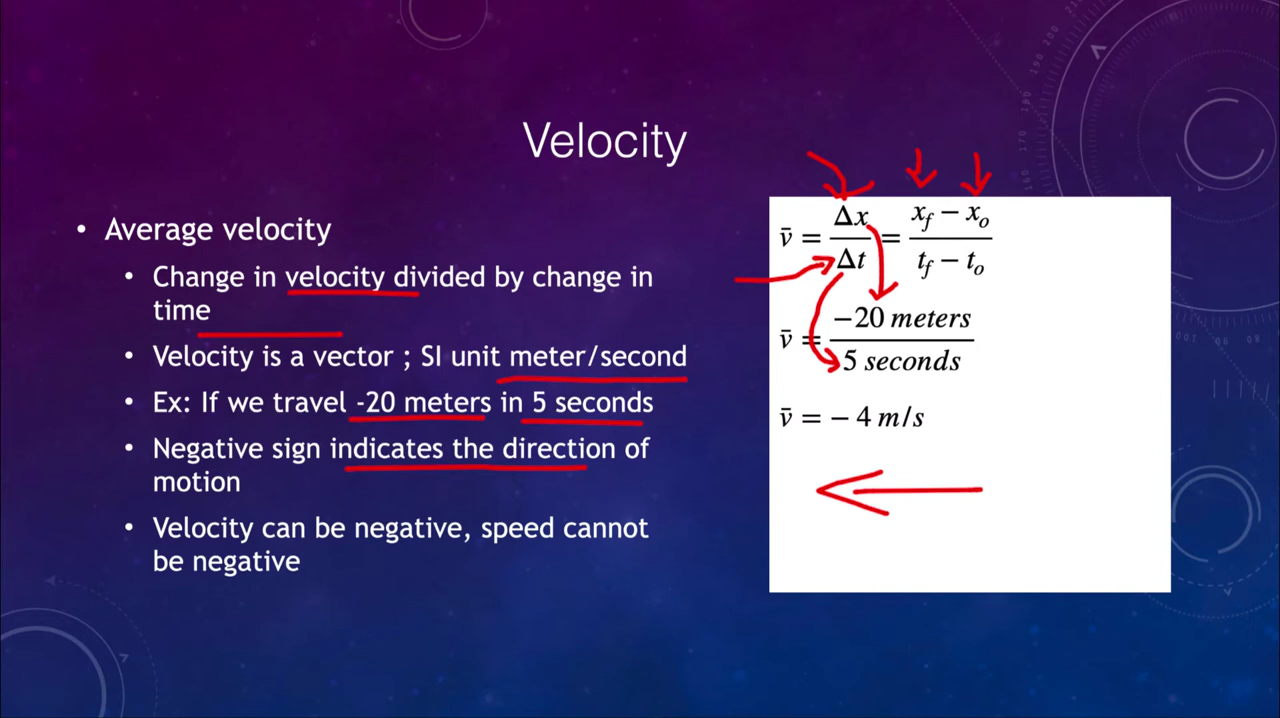 Velocity
• Average velocity
• Change in velocity divided by change in
time
• Velocity is a vector ; SI unit meter/second
• Ex: If we travel -20 meters in 5 seconds
• Negative sign indicates the direction of
motion
• Velocity can be negative, speed cannot
be negative
v̄ = Δx / Δt = (x_f − x_o) / (t_f − t_o)
v̄ = −20 meters / 5 seconds
v̄ = − 4 m/s